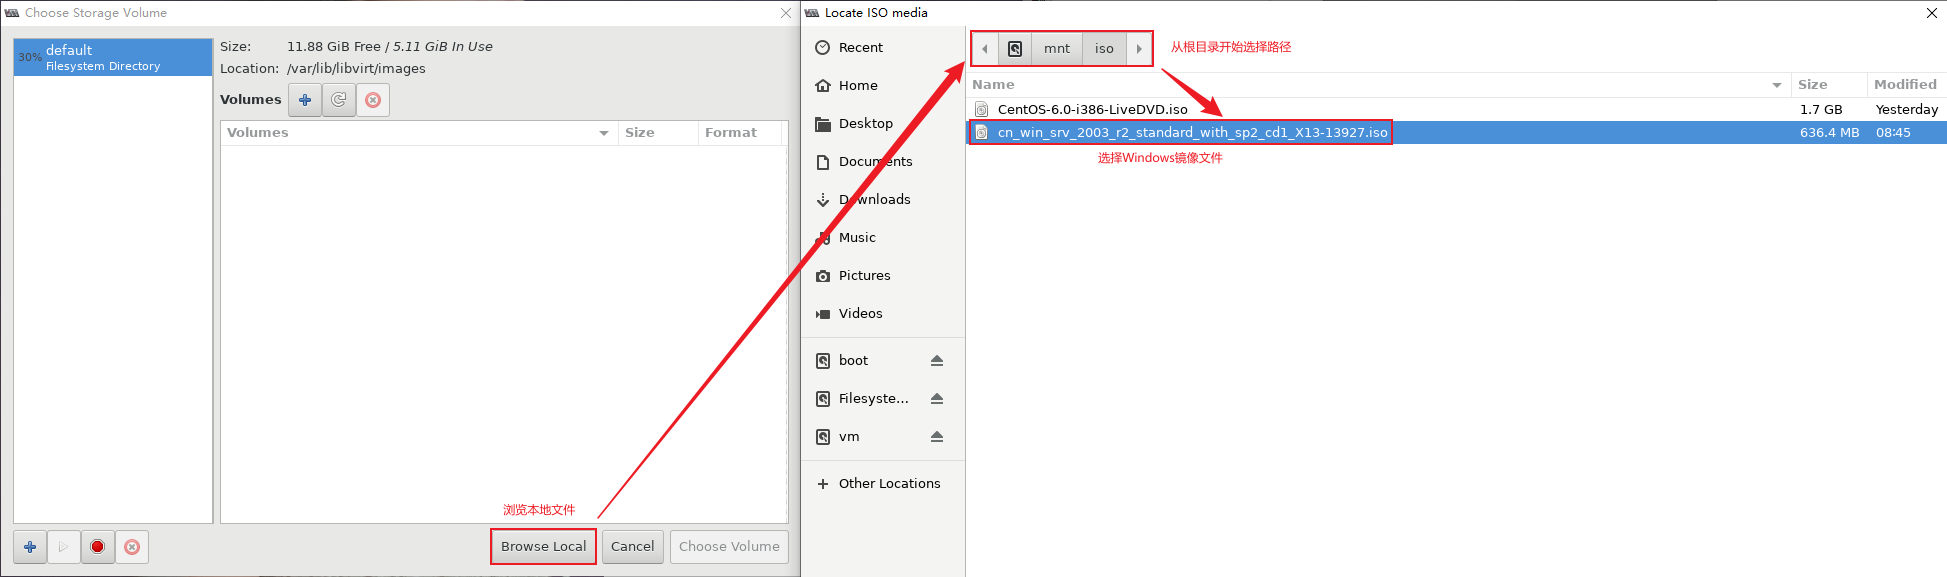 Choose Storage Volume
30%
default
Filesystem Directory
Size: 11.88 GiB Free / 5.11 GiB In Use
Location: /var/lib/libvirt/images
Volumes
Volumes Size Format
浏览本地文件
Browse Local Cancel Choose Volume
Locate ISO media
Recent
Home
Desktop
Documents
Downloads
Music
Pictures
Videos
boot
Filesyste...
vm
Other Locations
mnt iso
从根目录开始选择路径
Name Size Modified
CentOS-6.0-i386-LiveDVD.iso 1.7 GB Yesterday
cn_win_srv_2003_r2_standard_with_sp2_cd1_X13-13927.iso 636.4 MB 08:45
选择Windows镜像文件